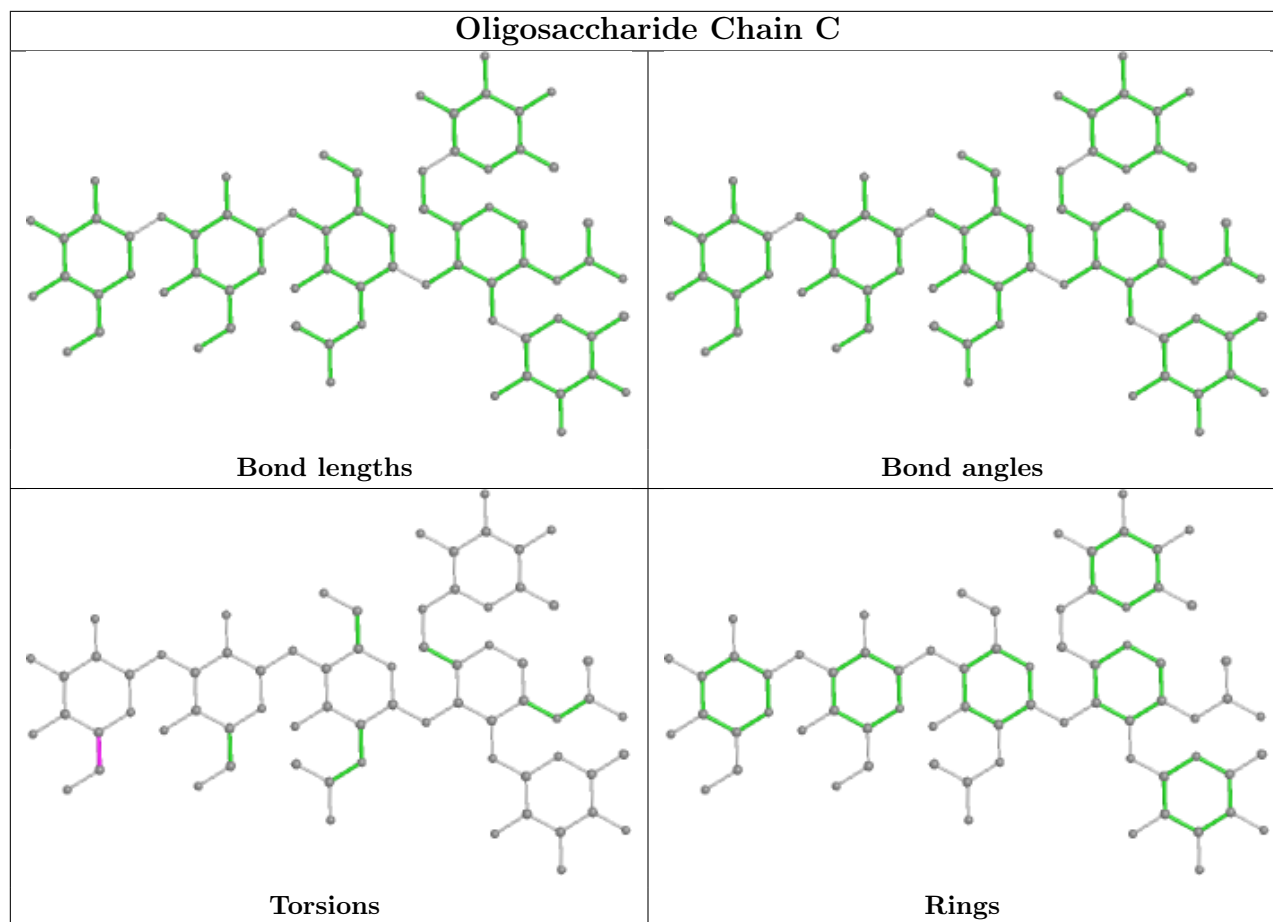 Oligosaccharide Chain C
Bond lengths
Bond angles
Torsions
Rings